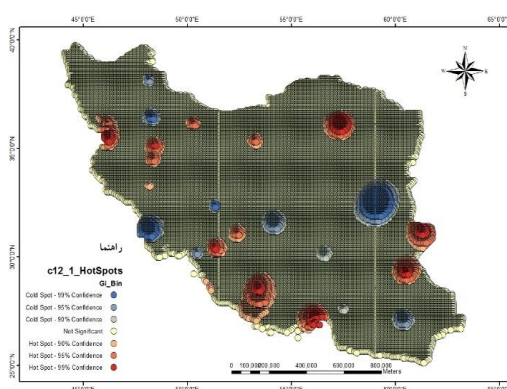 45°0'0"E 50°0'0"E 55°0'0"E 60°0'0"E 65°0'0"E
40°0'0"N
35°0'0"N
30°0'0"N
25°0'0"N
N
W E
S
راهنما
c12_1_HotSpots
Gi_Bin
Cold Spot - 99% Confidence
Cold Spot - 95% Confidence
Cold Spot - 90% Confidence
Not Significant
Hot Spot - 90% Confidence
Hot Spot - 95% Confidence
Hot Spot - 99% Confidence
0 100,000200,000 400,000 600,000 800,000
Meters